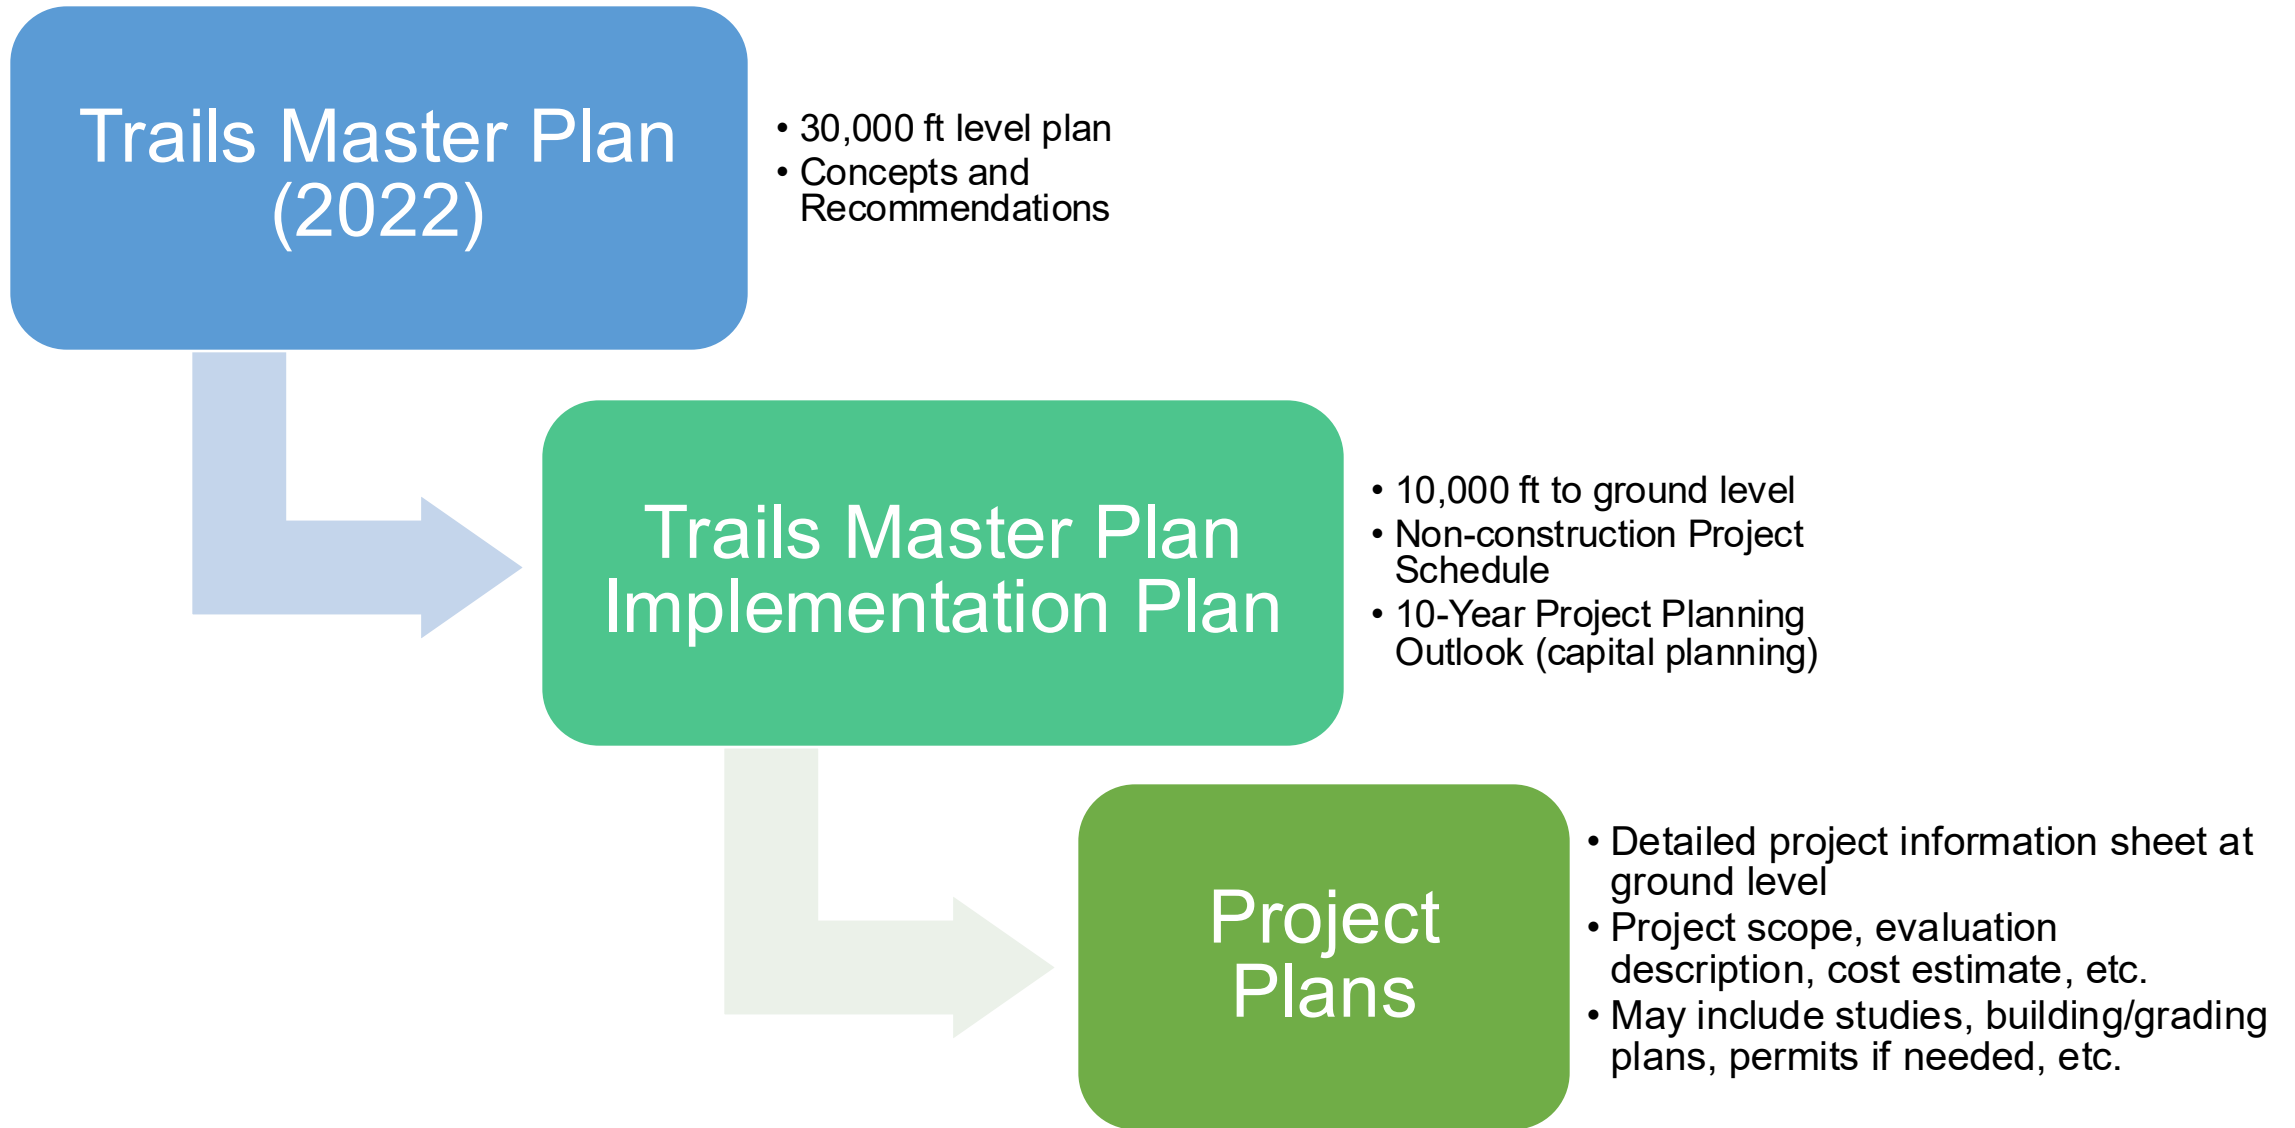 Trails Master Plan
(2022)
• 30,000 ft level plan
• Concepts and
Recommendations
Trails Master Plan
Implementation Plan
• 10,000 ft to ground level
• Non-construction Project
Schedule
• 10-Year Project Planning
Outlook (capital planning)
Project
Plans
• Detailed project information sheet at
ground level
• Project scope, evaluation
description, cost estimate, etc.
• May include studies, building/grading
plans, permits if needed, etc.